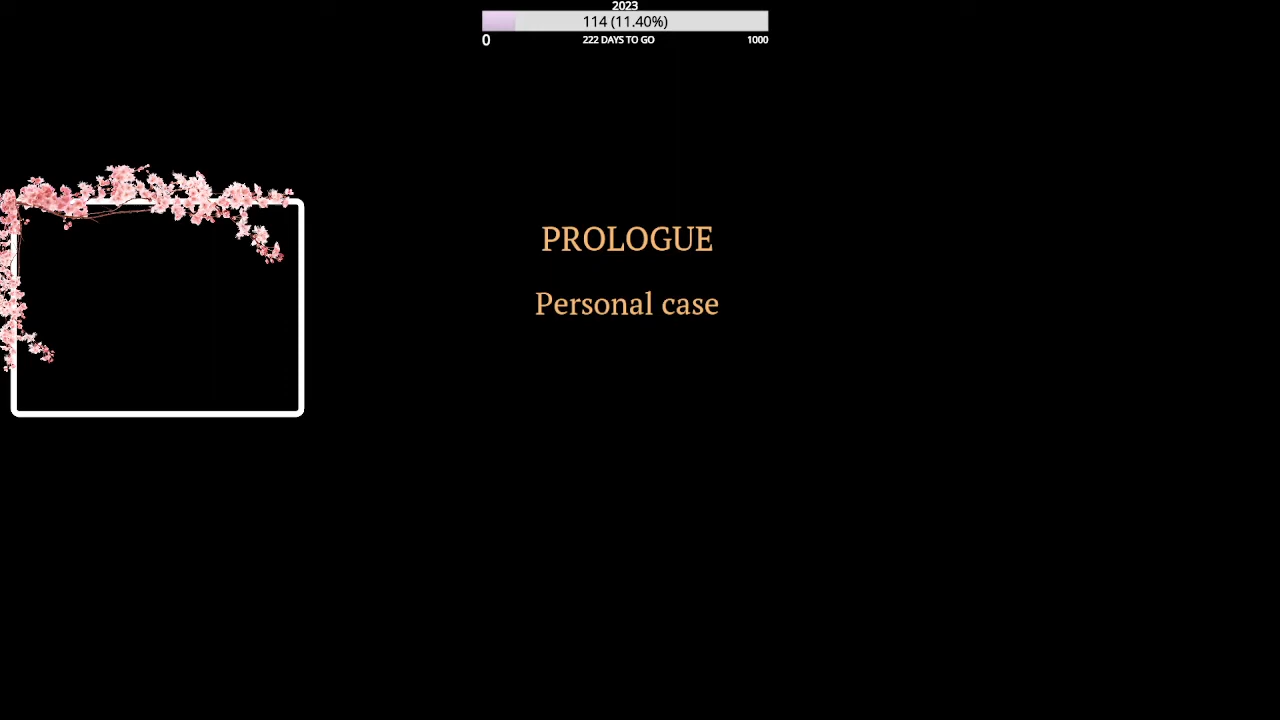 2023
114 (11.40%)
0 222 DAYS TO GO 1000
PROLOGUE
Personal case